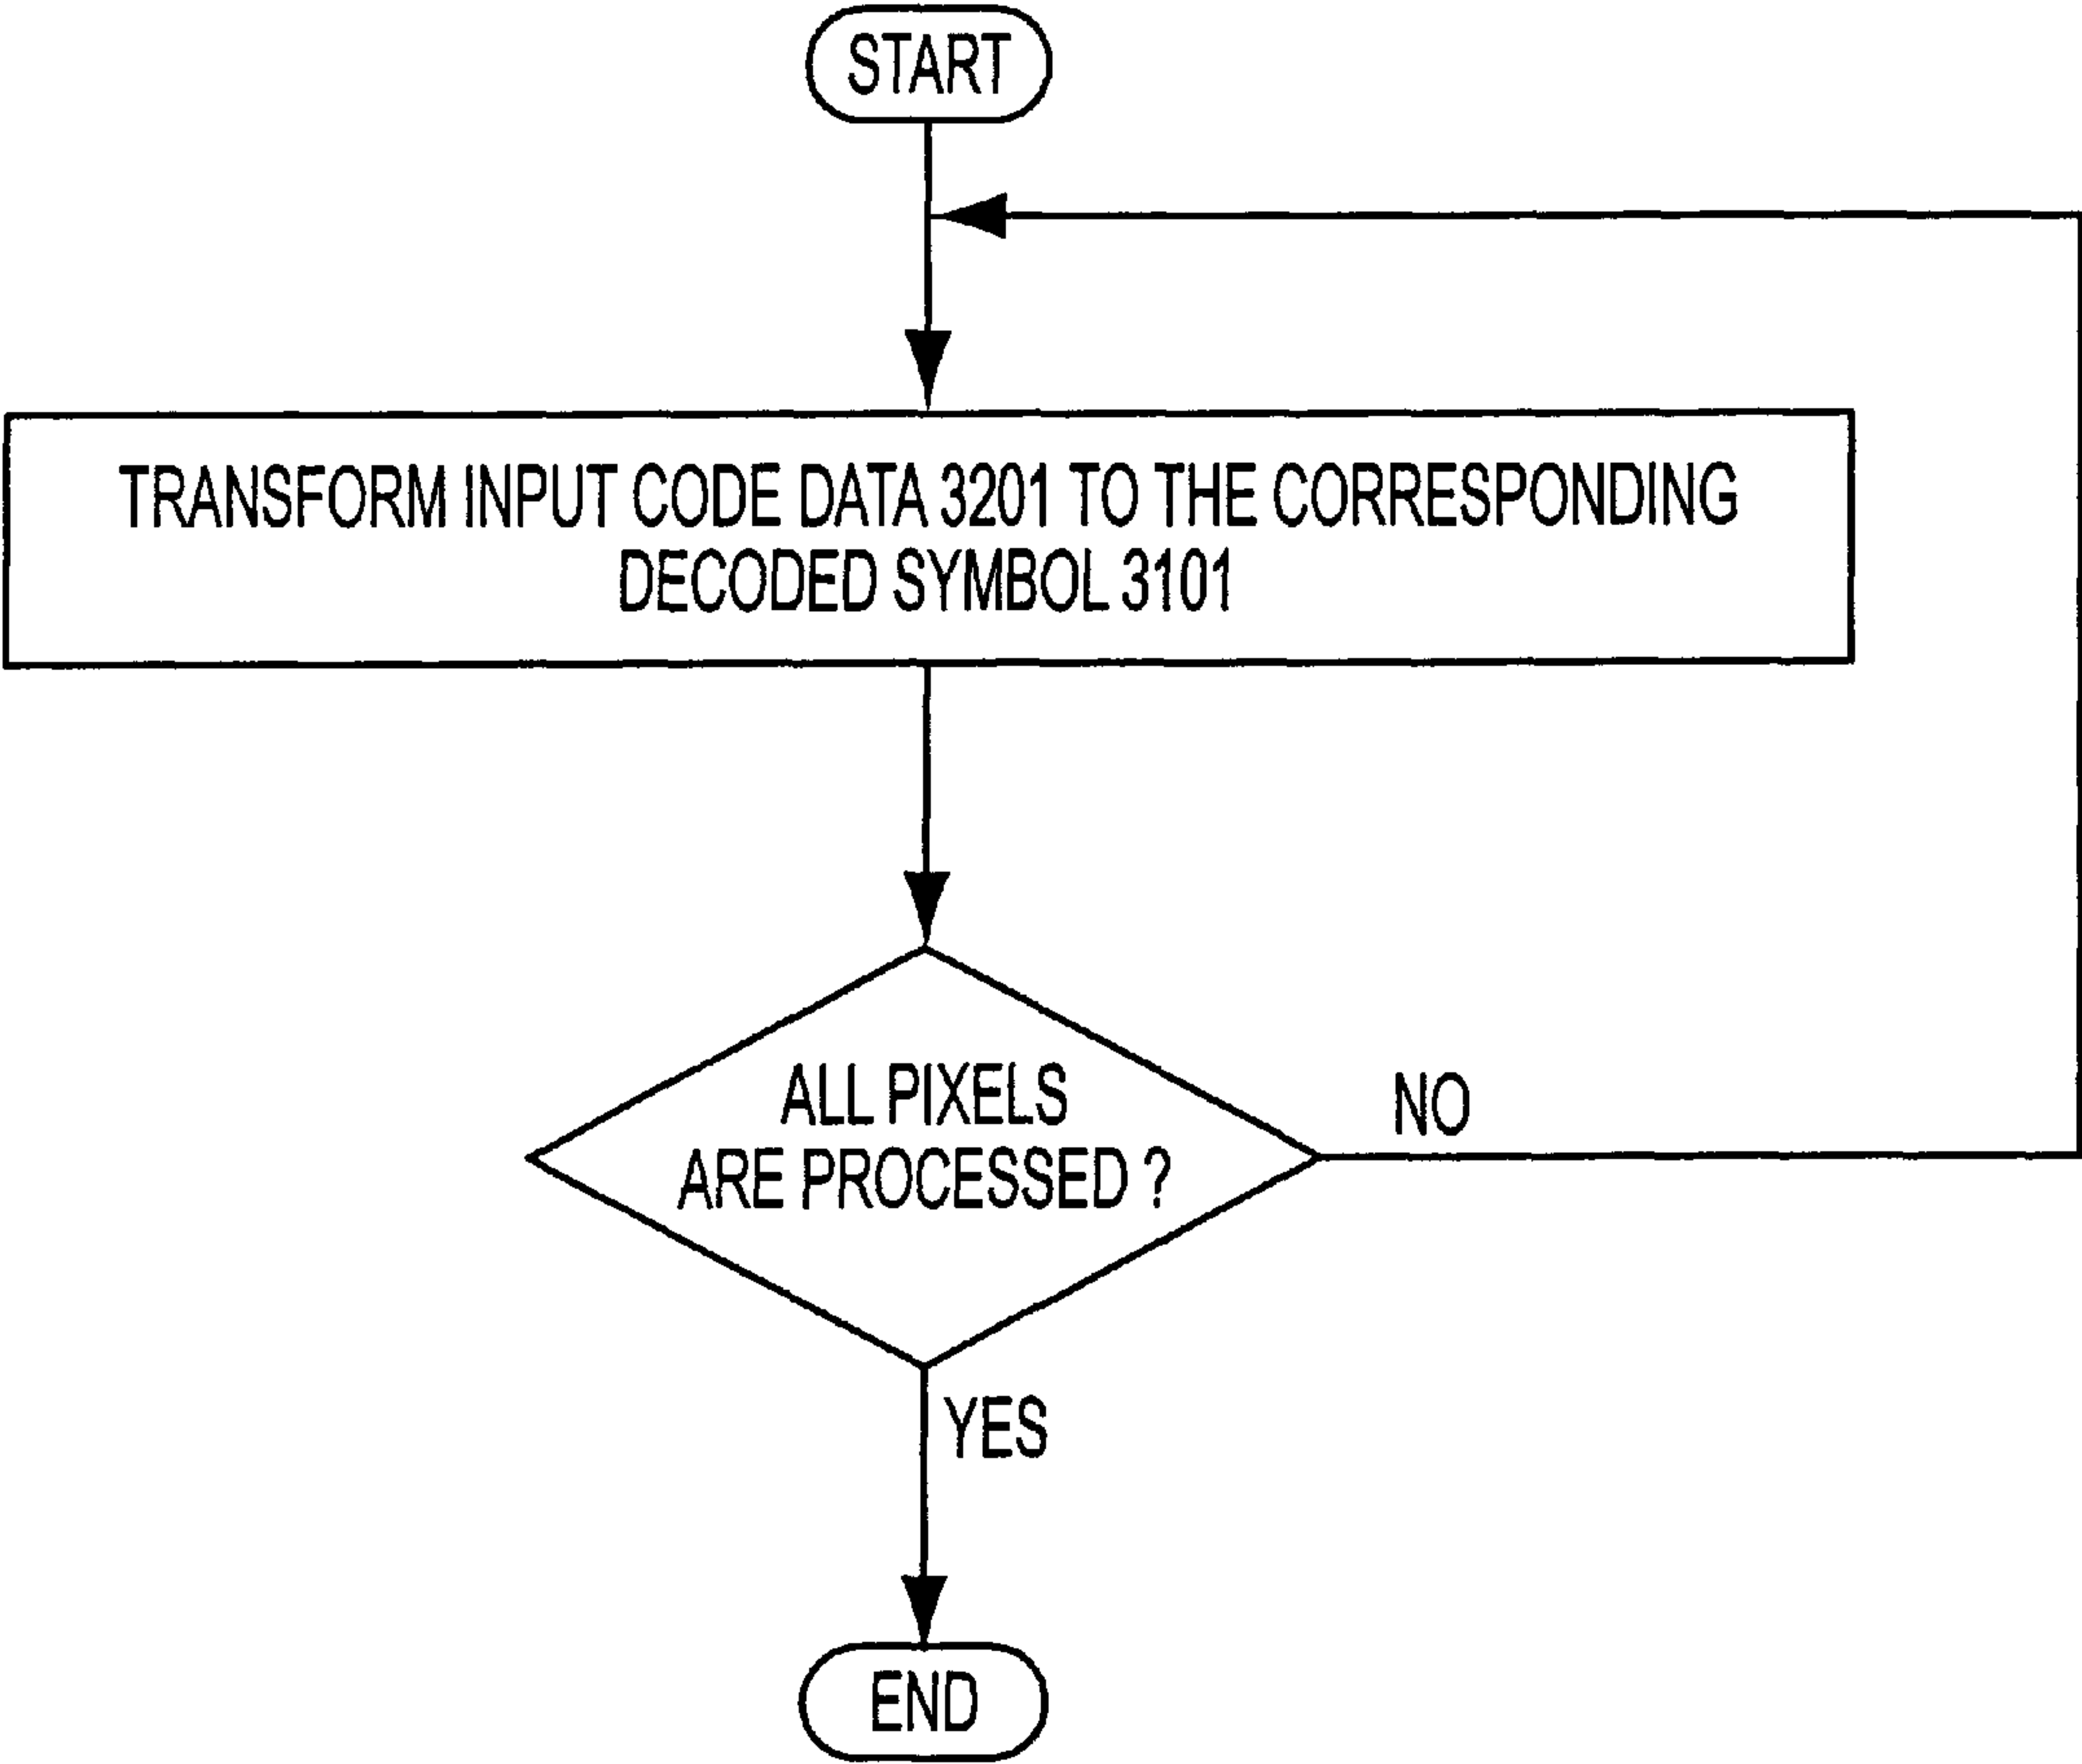 START
TRANSFORM INPUT CODE DATA 3201 TO THE CORRESPONDING
DECODED SYMBOL 3101
ALL PIXELS
ARE PROCESSED ?
NO
YES
END